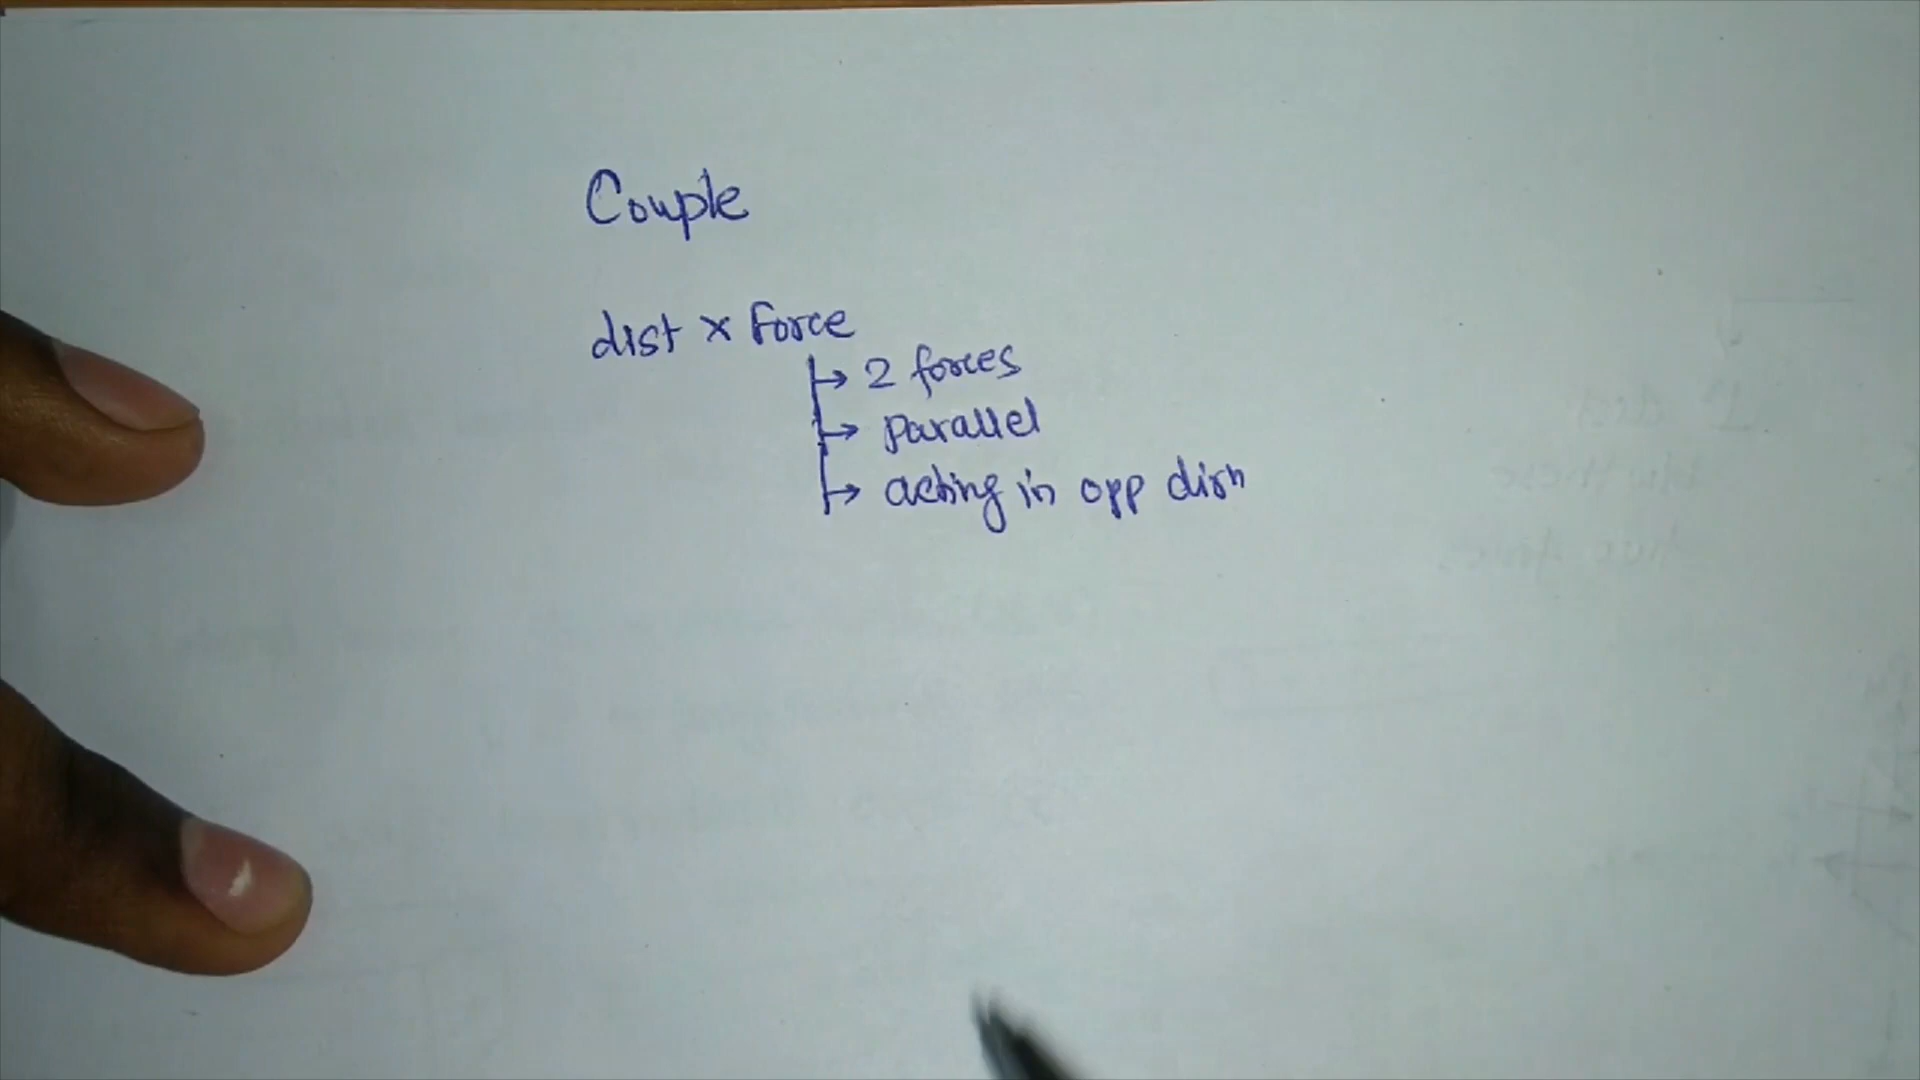 Couple
dist x Force
→ 2 forces
→ parallel
→ acting in opp dirn